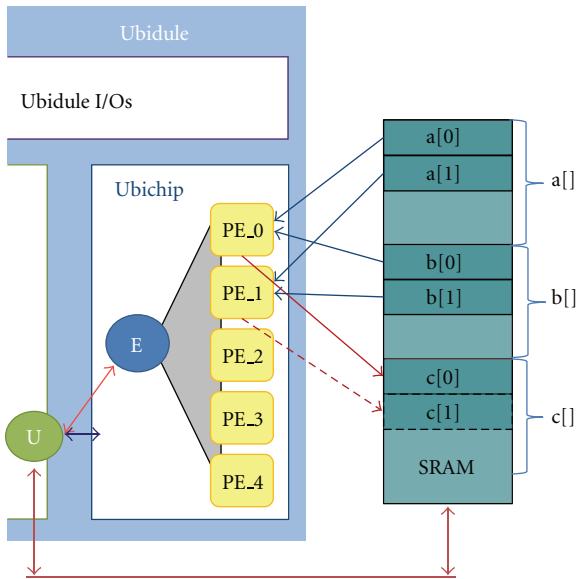 Ubidule
Ubidule I/Os
Ubichip
PE_0
PE_1
PE_2
PE_3
PE_4
E
U
a[0]
a[1]
a[]
b[0]
b[1]
b[]
c[0]
c[1]
c[]
SRAM